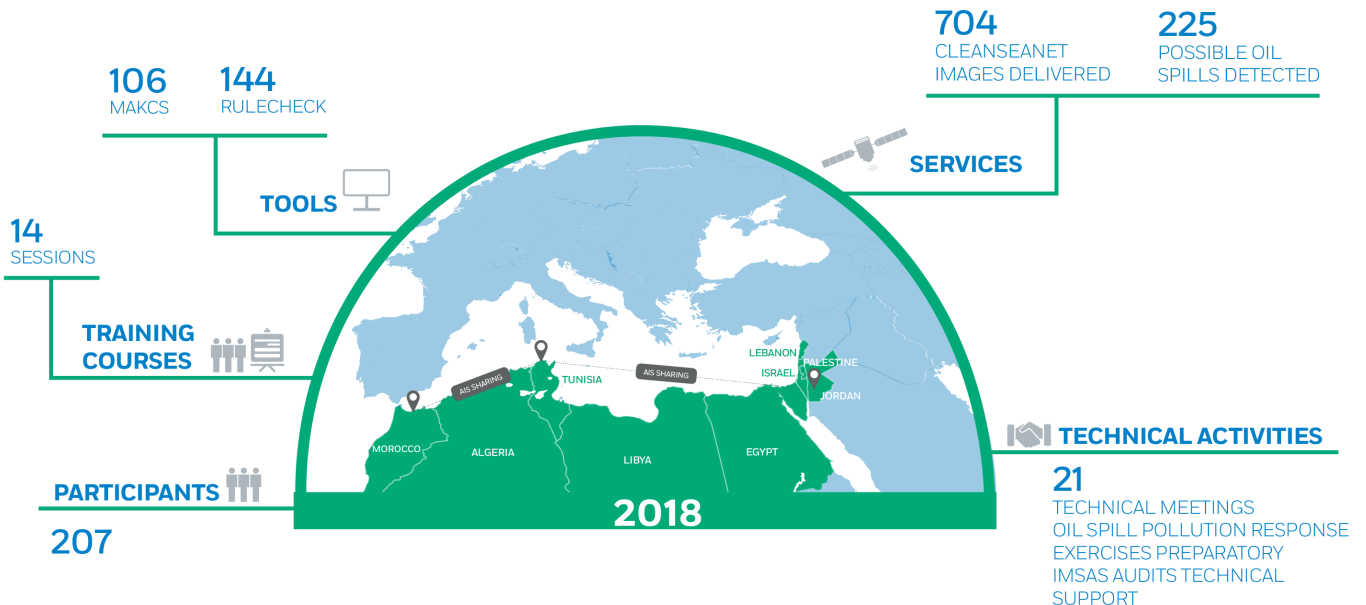 704
CLEANSEANET
IMAGES DELIVERED
225
POSSIBLE OIL
SPILLS DETECTED
106
MAKCS
144
RULECHECK
SERVICES
TOOLS
14
SESSIONS
TRAINING
COURSES
LEBANON
PALESTINE
ISRAEL
JORDAN
AIS SHARING
AIS SHARING
TUNISIA
MOROCCO
ALGERIA
LIBYA
EGYPT
TECHNICAL ACTIVITIES
21
TECHNICAL MEETINGS
OIL SPILL POLLUTION RESPONSE
EXERCISES PREPARATORY
IMSAS AUDITS TECHNICAL
SUPPORT
PARTICIPANTS
207
2018